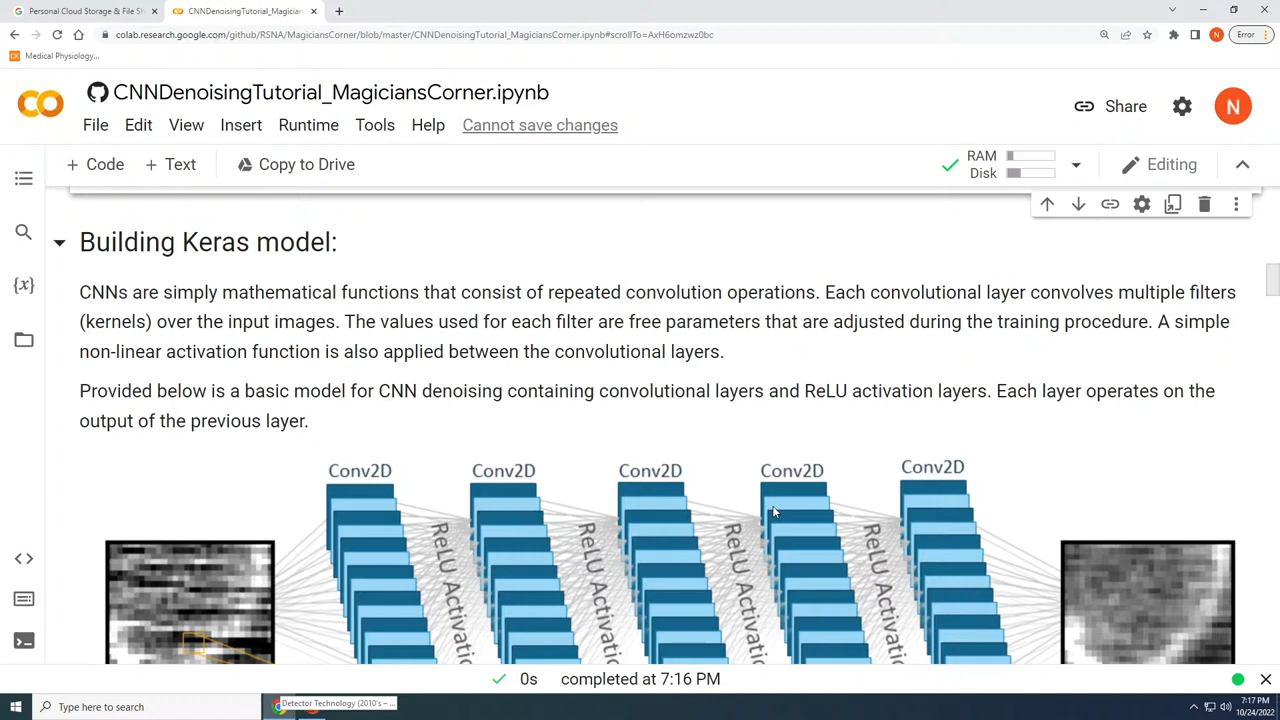 Personal Cloud Storage & File Sh
CNNDenoisingTutorial_Magician
colab.research.google.com/github/RSNA/MagiciansCorner/blob/master/CNNDenoisingTutorial_MagiciansCorner.ipynb#scrollTo=AxH6omzwz0bc
N
Error
Medical Physiology...
CNNDenoisingTutorial_MagiciansCorner.ipynb
Share
N
File Edit View Insert Runtime Tools Help Cannot save changes
+ Code + Text Copy to Drive
RAM
Disk
Editing
Building Keras model:
CNNs are simply mathematical functions that consist of repeated convolution operations. Each convolutional layer convolves multiple filters
(kernels) over the input images. The values used for each filter are free parameters that are adjusted during the training procedure. A simple
non-linear activation function is also applied between the convolutional layers.
Provided below is a basic model for CNN denoising containing convolutional layers and ReLU activation layers. Each layer operates on the
output of the previous layer.
Conv2D Conv2D Conv2D Conv2D Conv2D
ReLU Activatio ReLU Activatio ReLU Activatio ReLU Activatio
0s completed at 7:16 PM
Type here to search
Detector Technology (2010's – ...
7:17 PM
10/24/2022